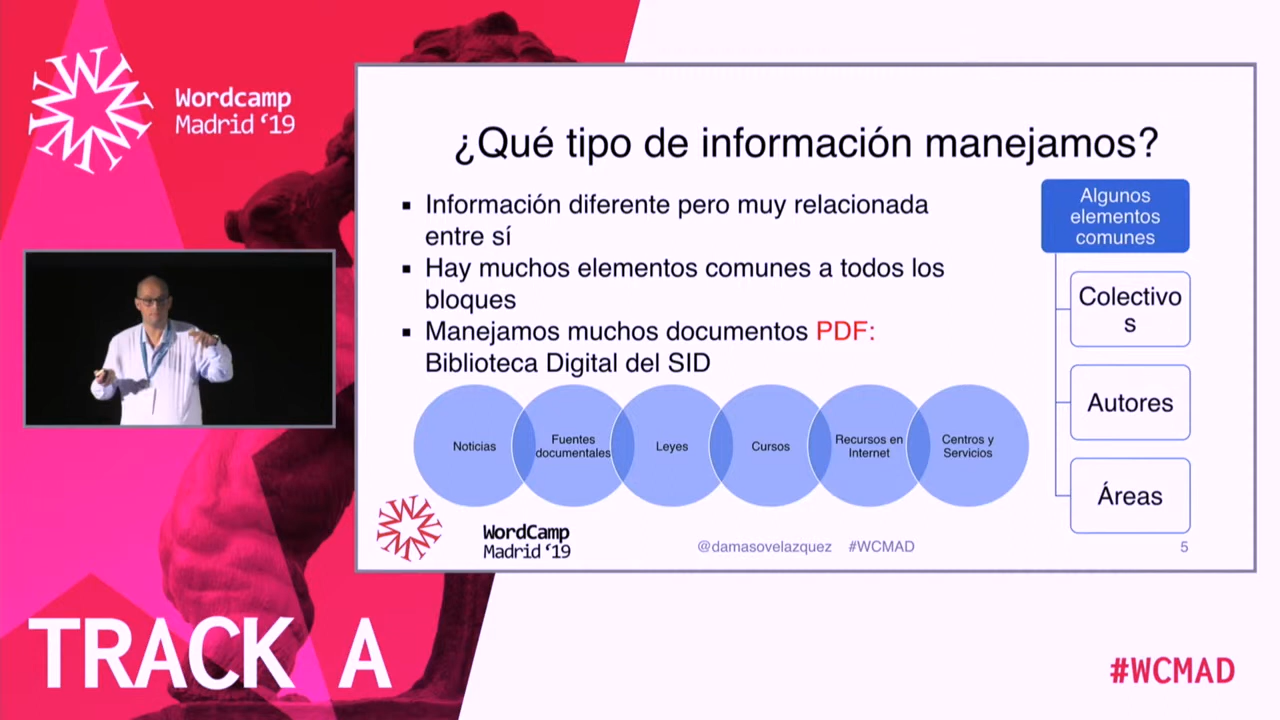 Wordcamp
Madrid ‘19
¿Qué tipo de información manejamos?
▪ Información diferente pero muy relacionada
entre sí
▪ Hay muchos elementos comunes a todos los
bloques
▪ Manejamos muchos documentos PDF:
Biblioteca Digital del SID
Algunos
elementos
comunes
Colectivo
s
Autores
Áreas
Noticias
Fuentes
documentales
Leyes
Cursos
Recursos en
Internet
Centros y
Servicios
WordCamp
Madrid ‘19
@damasovelazquez #WCMAD
5
TRACK A
#WCMAD